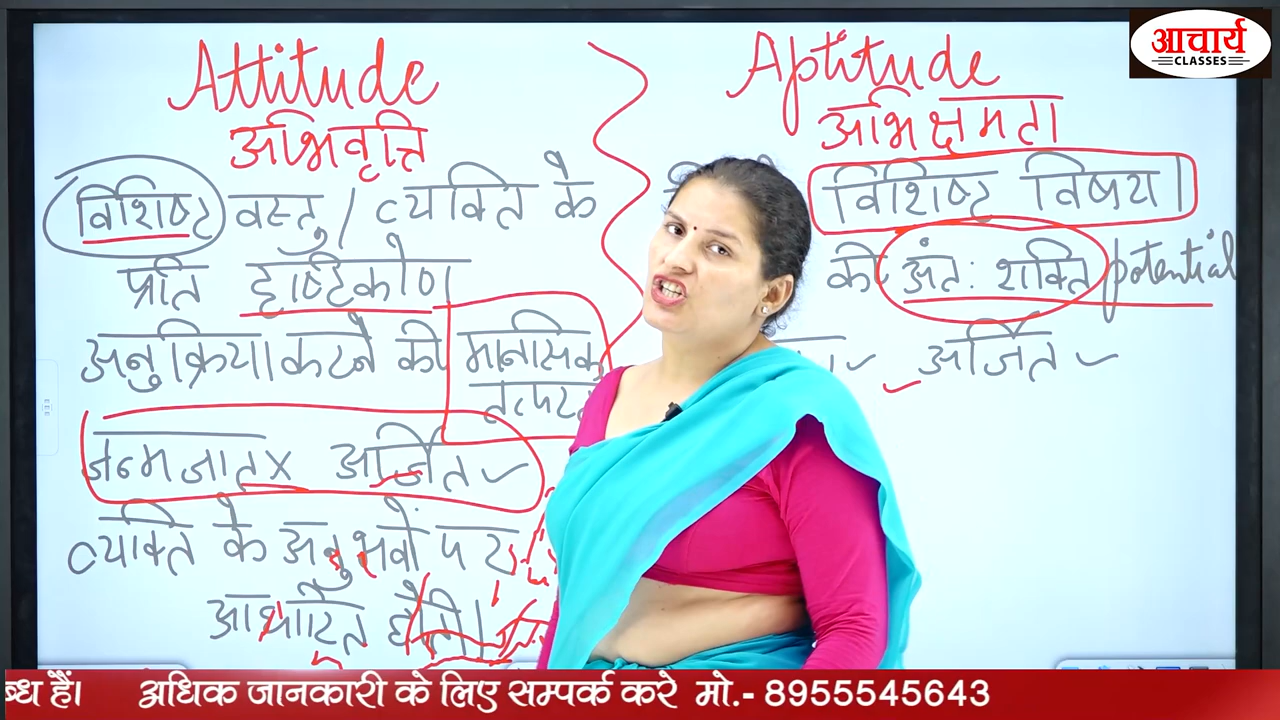 Attitude
अभिवृत्ति
विशिष्ट वस्तु / व्यक्ति के
प्रति दृष्टिकोण
अनुक्रिया करने की मानसिक
तत्परता
जन्मजात X अर्जित ✓
व्यक्ति के अनुभवों पर
आधारित होती।
Aptitude
अभिक्षमता
विशिष्ट विषय।
की अंत: शक्ति / potential
✓ अर्जित ✓
आचार्य
CLASSES
ब्ध हैं। अधिक जानकारी के लिए सम्पर्क करे मो.- 8955545643